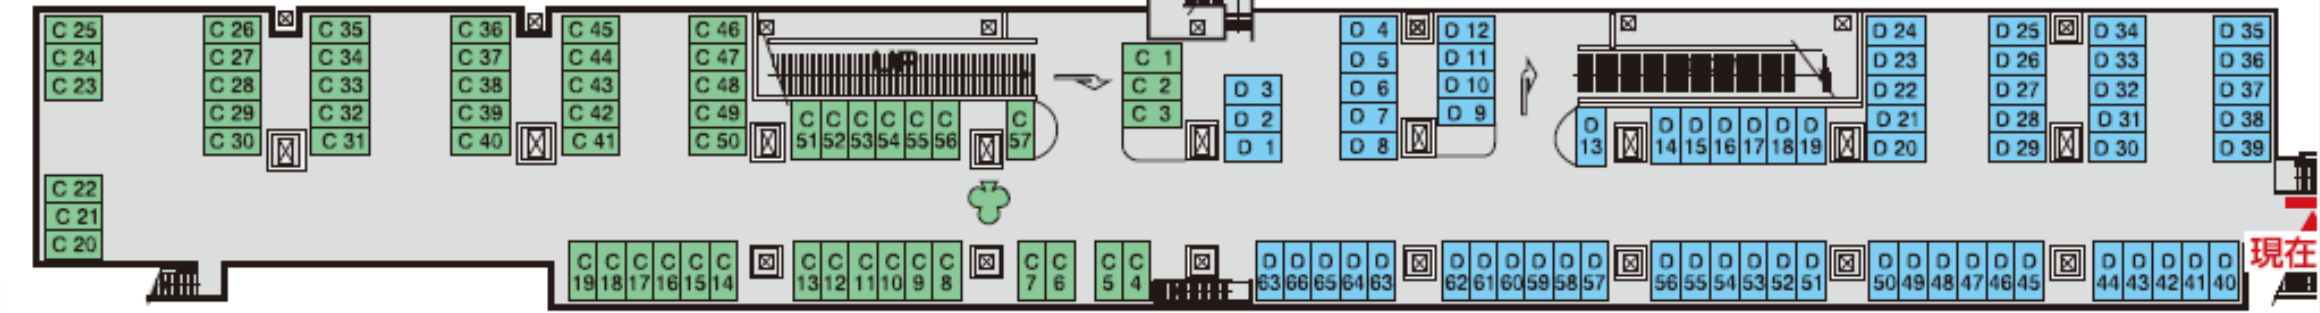 C 25
C 24
C 23
C 22
C 21
C 20
C 26
C 27
C 28
C 29
C 30
C 35
C 34
C 33
C 32
C 31
C 36
C 37
C 38
C 39
C 40
C 45
C 44
C 43
C 42
C 41
C 46
C 47
C 48
C 49
C 50
UP
C 51
C 52
C 53
C 54
C 55
C 56
C 57
C 1
C 2
C 3
D 3
D 2
D 1
D 4
D 5
D 6
D 7
D 8
D 12
D 11
D 10
D 9
D 13
D 14
D 15
D 16
D 17
D 18
D 19
D 24
D 23
D 22
D 21
D 20
D 25
D 26
D 27
D 28
D 29
D 34
D 33
D 32
D 31
D 30
D 35
D 36
D 37
D 38
D 39
C 19
C 18
C 17
C 16
C 15
C 14
C 13
C 12
C 11
C 10
C 9
C 8
C 7
C 6
C 5
C 4
D 63
D 66
D 65
D 64
D 63
D 62
D 61
D 60
D 59
D 58
D 57
D 56
D 55
D 54
D 53
D 52
D 51
D 50
D 49
D 48
D 47
D 46
D 45
D 44
D 43
D 42
D 41
D 40
現在